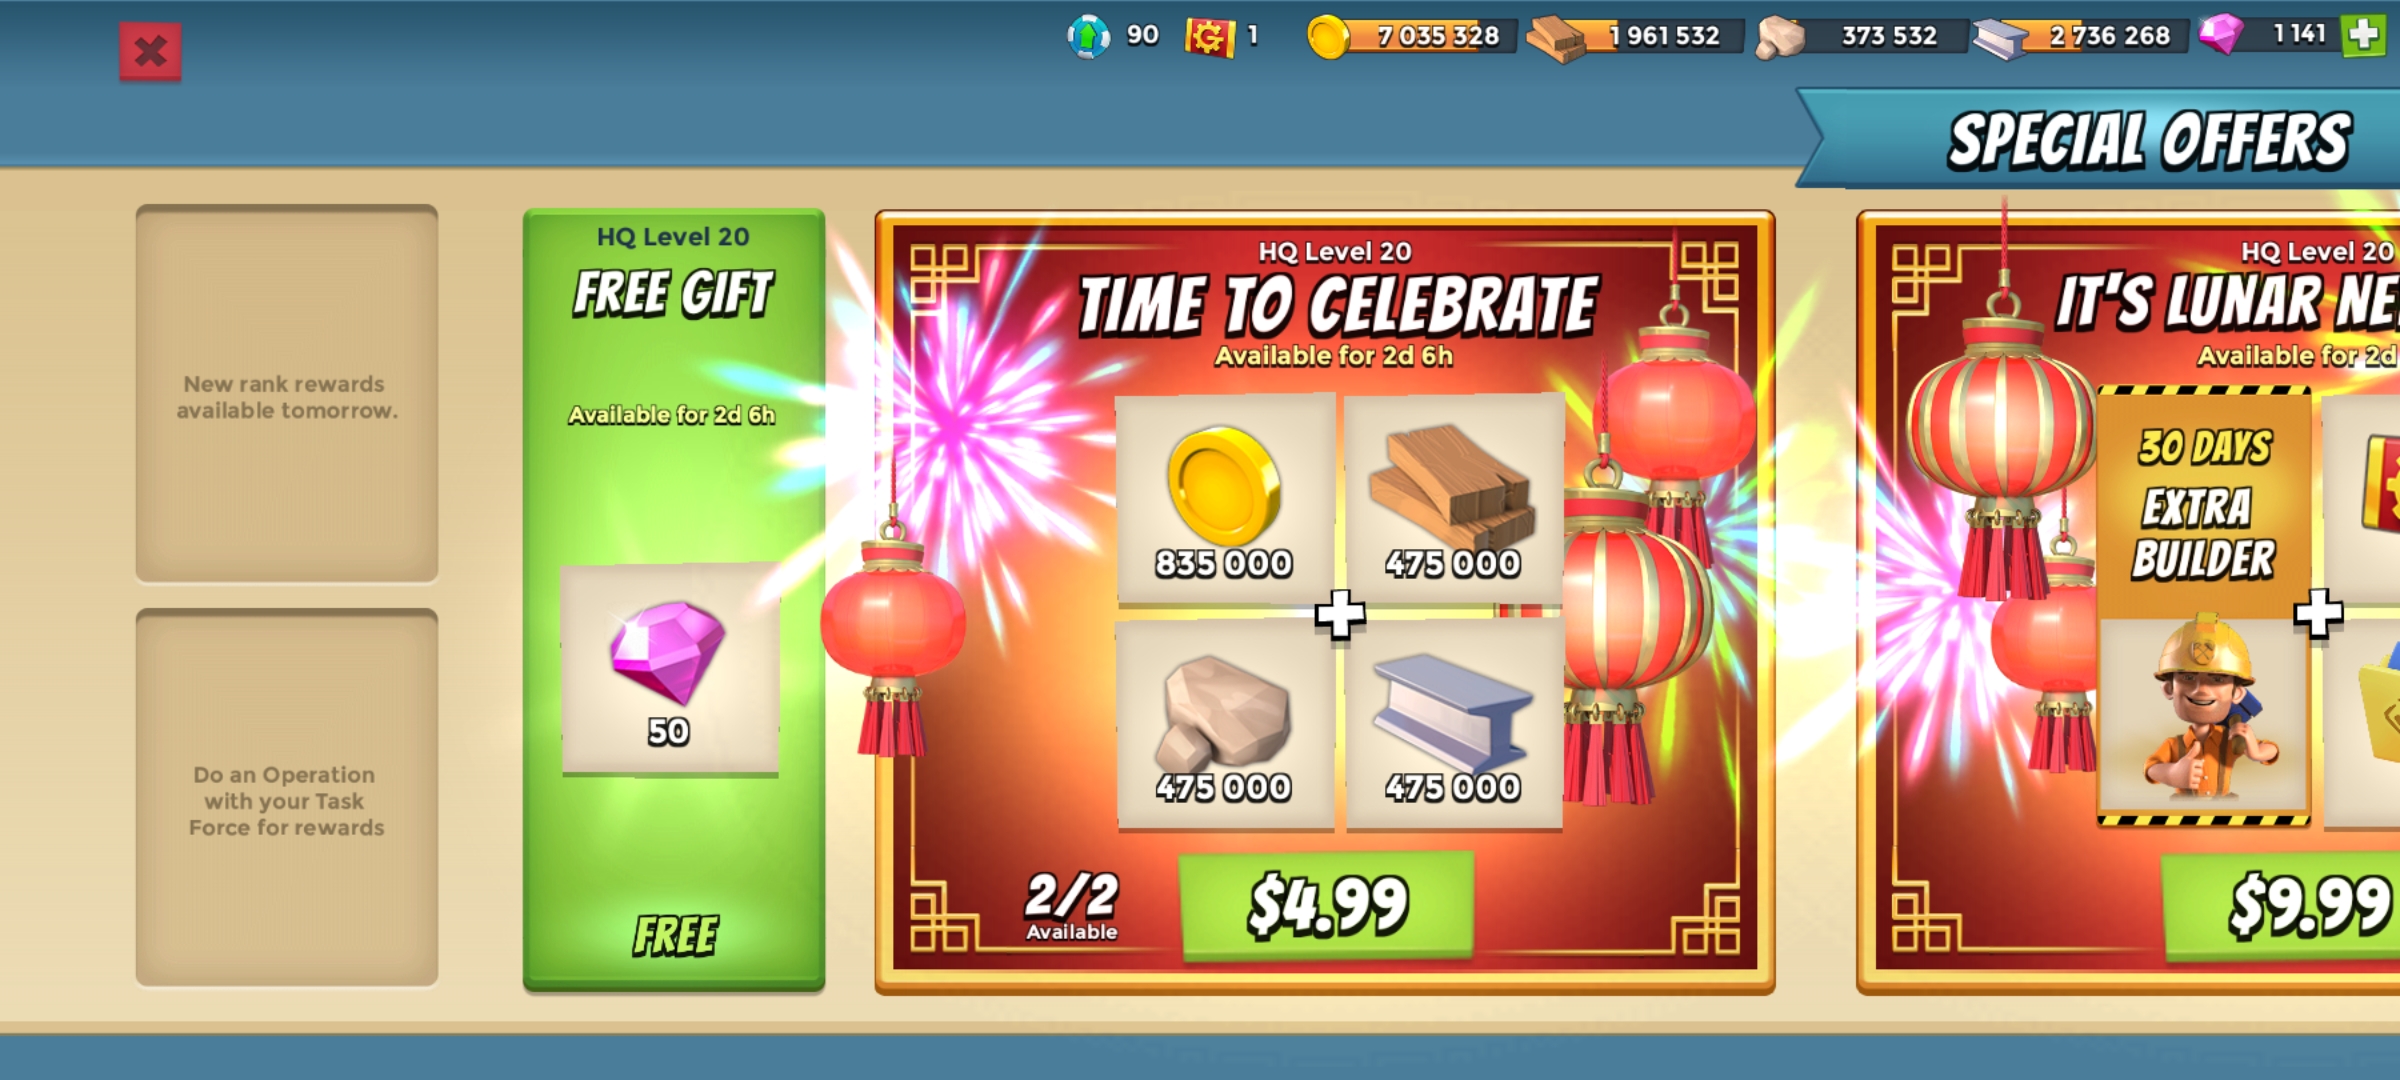 90
1
7 035 328
1 961 532
373 532
2 736 268
1 141
SPECIAL OFFERS
New rank rewards
available tomorrow.
Do an Operation
with your Task
Force for rewards
HQ Level 20
FREE GIFT
Available for 2d 6h
50
FREE
HQ Level 20
TIME TO CELEBRATE
Available for 2d 6h
835 000
475 000
475 000
475 000
2/2
Available
$4.99
HQ Level 20
IT'S LUNAR NE
Available for 2d
30 DAYS
EXTRA
BUILDER
$9.99